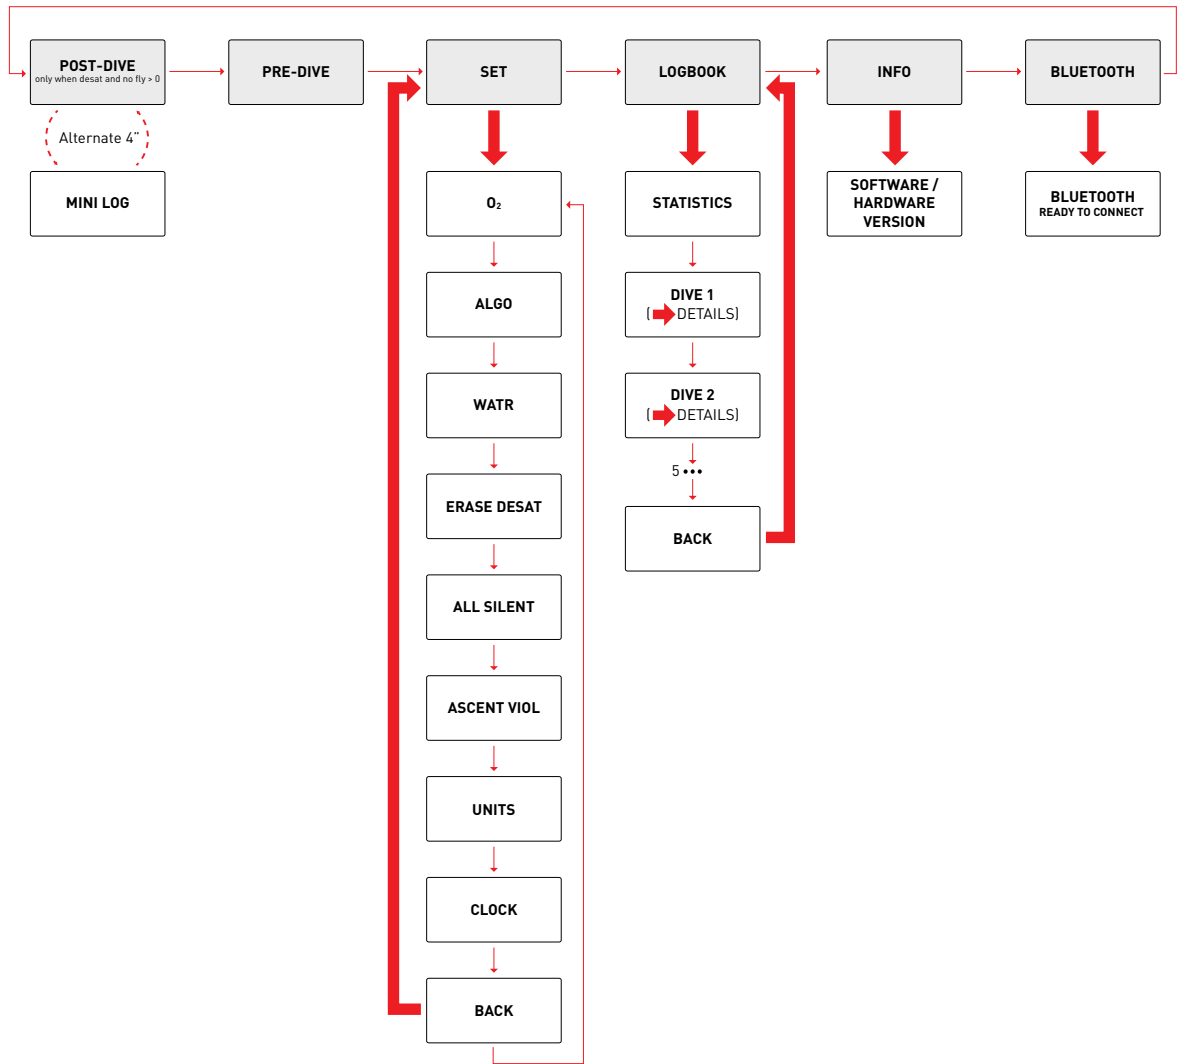 POST-DIVE
only when desat and no fly > 0
PRE-DIVE
SET
LOGBOOK
INFO
BLUETOOTH
Alternate 4”
MINI LOG
O₂
ALGO
WATR
ERASE DESAT
ALL SILENT
ASCENT VIOL
UNITS
CLOCK
BACK
STATISTICS
DIVE 1
( DETAILS)
DIVE 2
( DETAILS)
5 •••
BACK
SOFTWARE /
HARDWARE
VERSION
BLUETOOTH
READY TO CONNECT